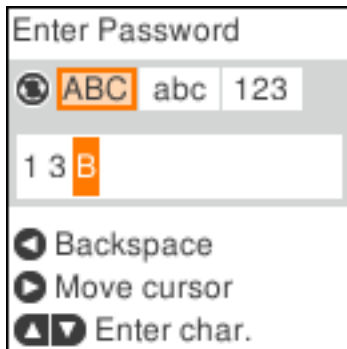 Enter Password
ABC abc 123
1 3 B
Backspace
Move cursor
Enter char.